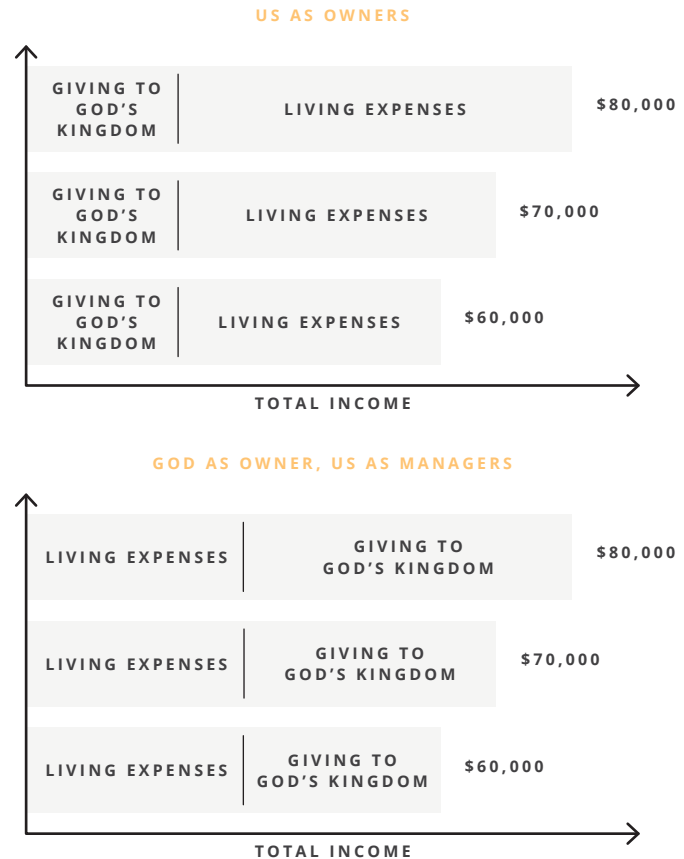 US AS OWNERS
GIVING TO
GOD'S
KINGDOM
LIVING EXPENSES
$80,000
GIVING TO
GOD'S
KINGDOM
LIVING EXPENSES
$70,000
GIVING TO
GOD'S
KINGDOM
LIVING EXPENSES
$60,000
TOTAL INCOME
GOD AS OWNER, US AS MANAGERS
LIVING EXPENSES
GIVING TO
GOD'S KINGDOM
$80,000
LIVING EXPENSES
GIVING TO
GOD'S KINGDOM
$70,000
LIVING EXPENSES
GIVING TO
GOD'S KINGDOM
$60,000
TOTAL INCOME